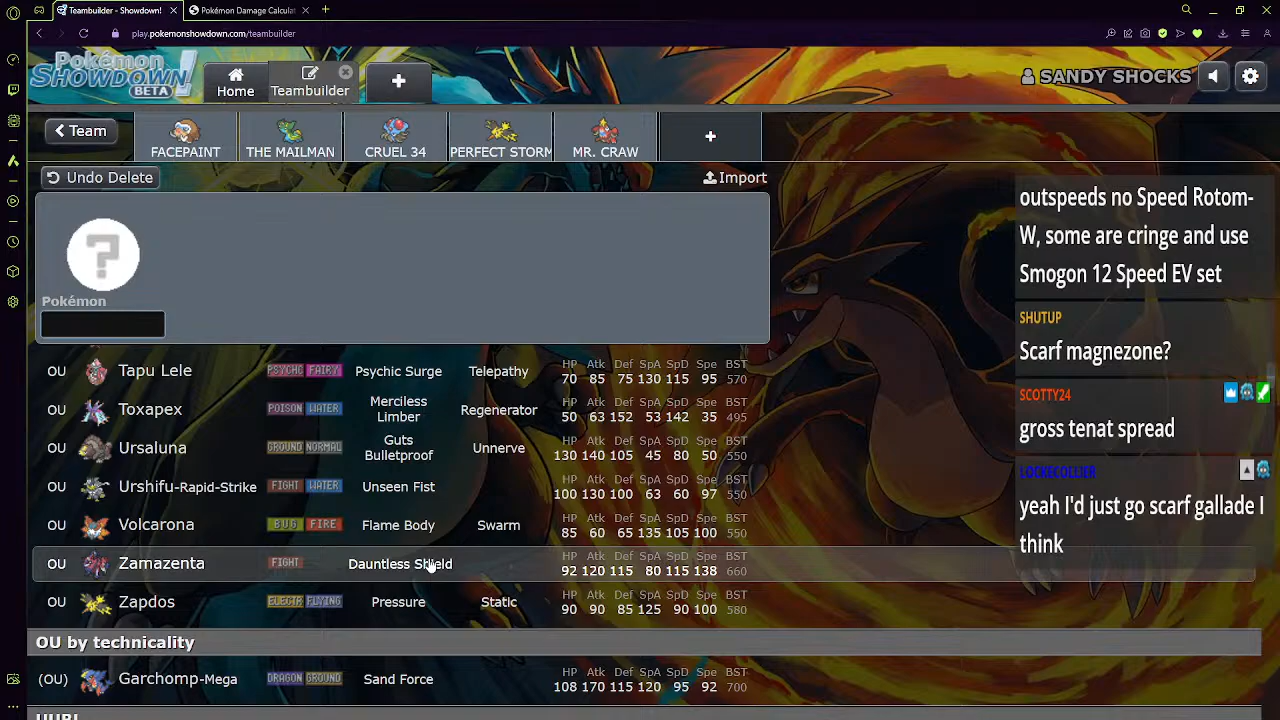 Teambuilder - Showdown!
Pokémon Damage Calculat
play.pokemonshowdown.com/teambuilder
Pokémon
SHOWDOWN!
BETA
Home
Teambuilder
SANDY SHOCKS
Team
FACEPAINT
THE MAILMAN
CRUEL 34
PERFECT STORM
MR. CRAW
Undo Delete
Import
Pokémon
OU Tapu Lele PSYCHC FAIRY Psychic Surge Telepathy HP 70 Atk 85 Def 75 SpA 130 SpD 115 Spe 95 BST 570
OU Toxapex POISON WATER Merciless Limber Regenerator HP 50 Atk 63 Def 152 SpA 53 SpD 142 Spe 35 BST 495
OU Ursaluna GROUND NORMAL Guts Bulletproof Unnerve HP 130 Atk 140 Def 105 SpA 45 SpD 80 Spe 50 BST 550
OU Urshifu-Rapid-Strike FIGHT WATER Unseen Fist HP 100 Atk 130 Def 100 SpA 63 SpD 60 Spe 97 BST 550
OU Volcarona BUG FIRE Flame Body Swarm HP 85 Atk 60 Def 65 SpA 135 SpD 105 Spe 100 BST 550
OU Zamazenta FIGHT Dauntless Shield HP 92 Atk 120 Def 115 SpA 80 SpD 115 Spe 138 BST 660
OU Zapdos ELECTR FLYING Pressure Static HP 90 Atk 90 Def 85 SpA 125 SpD 90 Spe 100 BST 580
OU by technicality
(OU) Garchomp-Mega DRAGON GROUND Sand Force HP 108 Atk 170 Def 115 SpA 120 SpD 95 Spe 92 BST 700
outspeeds no Speed Rotom-
W, some are cringe and use
Smogon 12 Speed EV set
SHUTUP
Scarf magnezone?
SCOTTY24
gross tenat spread
LOCKECOLLIER
yeah I'd just go scarf gallade I
think